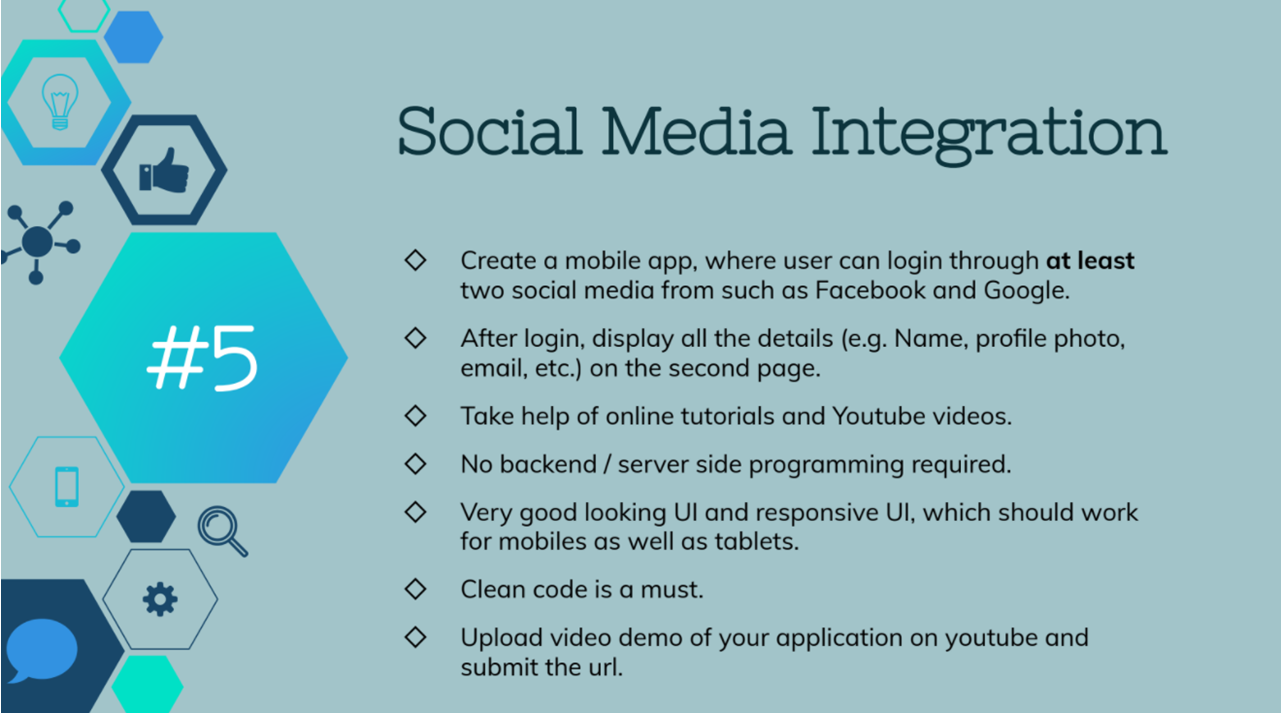 Social Media Integration
#5
Create a mobile app, where user can login through at least
two social media from such as Facebook and Google.
After login, display all the details (e.g. Name, profile photo,
email, etc.) on the second page.
Take help of online tutorials and Youtube videos.
No backend / server side programming required.
Very good looking UI and responsive UI, which should work
for mobiles as well as tablets.
Clean code is a must.
Upload video demo of your application on youtube and
submit the url.